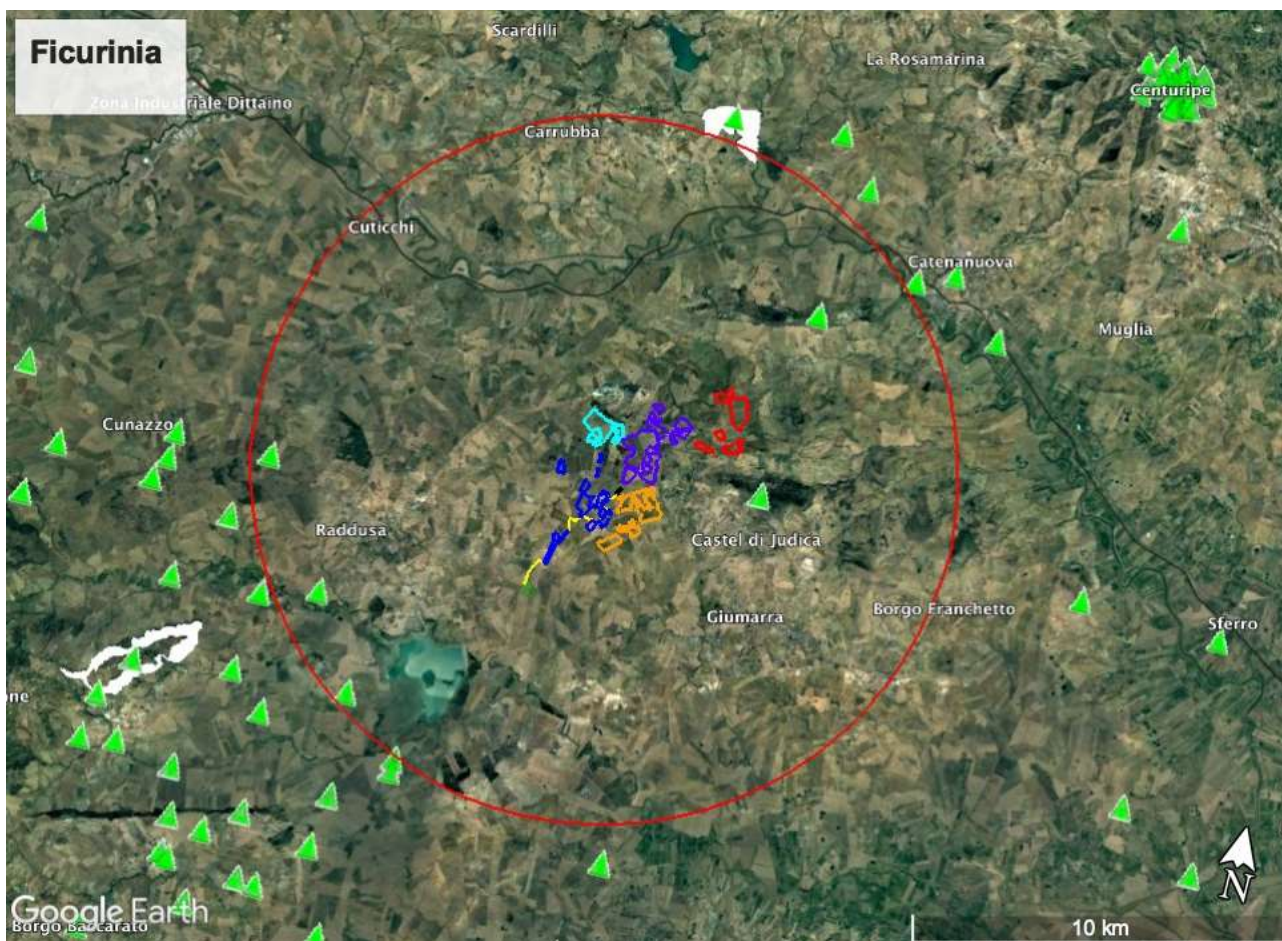 Ficurinia
Scardilli
La Rosamarina
Centuripe
Zona Industriale Dittaino
Carrubba
Cuticchi
Catenanuova
Muglia
Cunazzo
Raddusa
Castel di Judica
Giumarra
Borgo Franchetto
Sferro
one
N
Google Earth
10 km
Borgo Baccarato